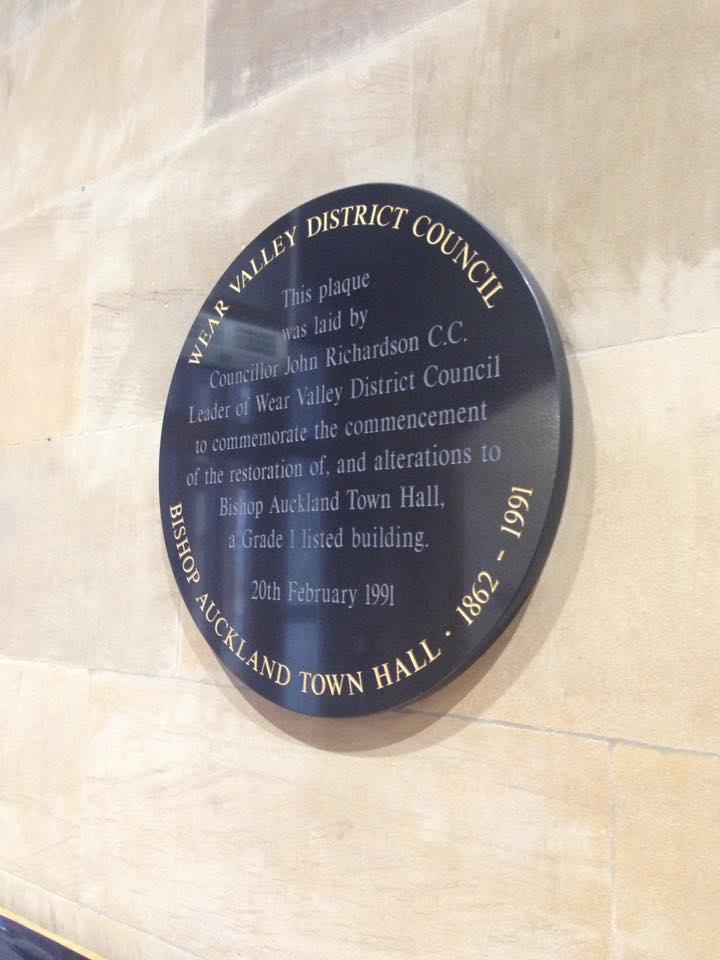 WEAR VALLEY DISTRICT COUNCIL
This plaque
was laid by
Councillor John Richardson C.C.
Leader of Wear Valley District Council
to commemorate the commencement
of the restoration of, and alterations to
Bishop Auckland Town Hall,
a Grade I listed building.
20th February 1991
BISHOP AUCKLAND TOWN HALL · 1862 - 1991